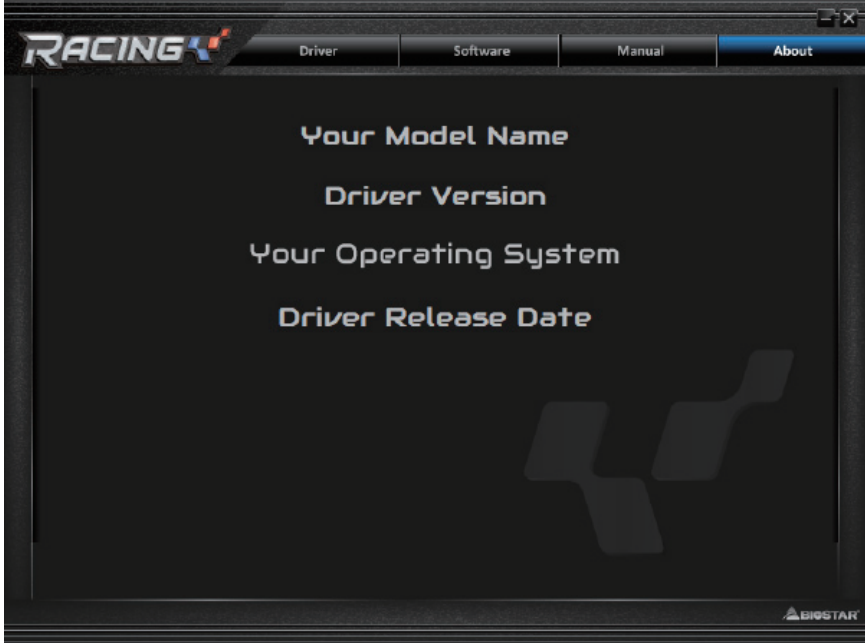 RACING
Driver
Software
Manual
About
Your Model Name
Driver Version
Your Operating System
Driver Release Date
BIOSTAR